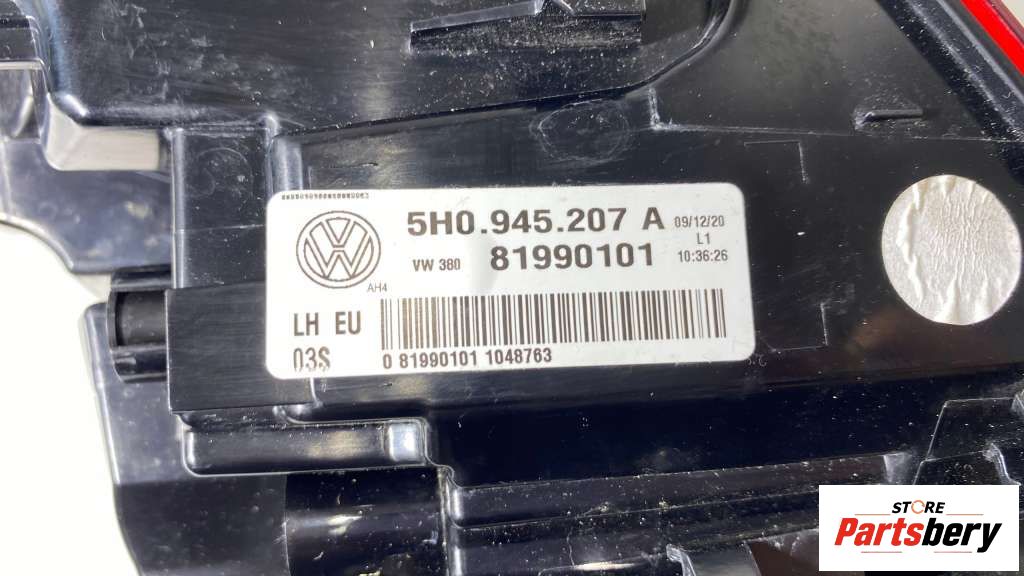 5H0.945.207 A 09/12/20
L1
VW 380 81990101 10:36:26
AH4
LH EU
03S
0 81990101 1048763
STORE
Partsbery